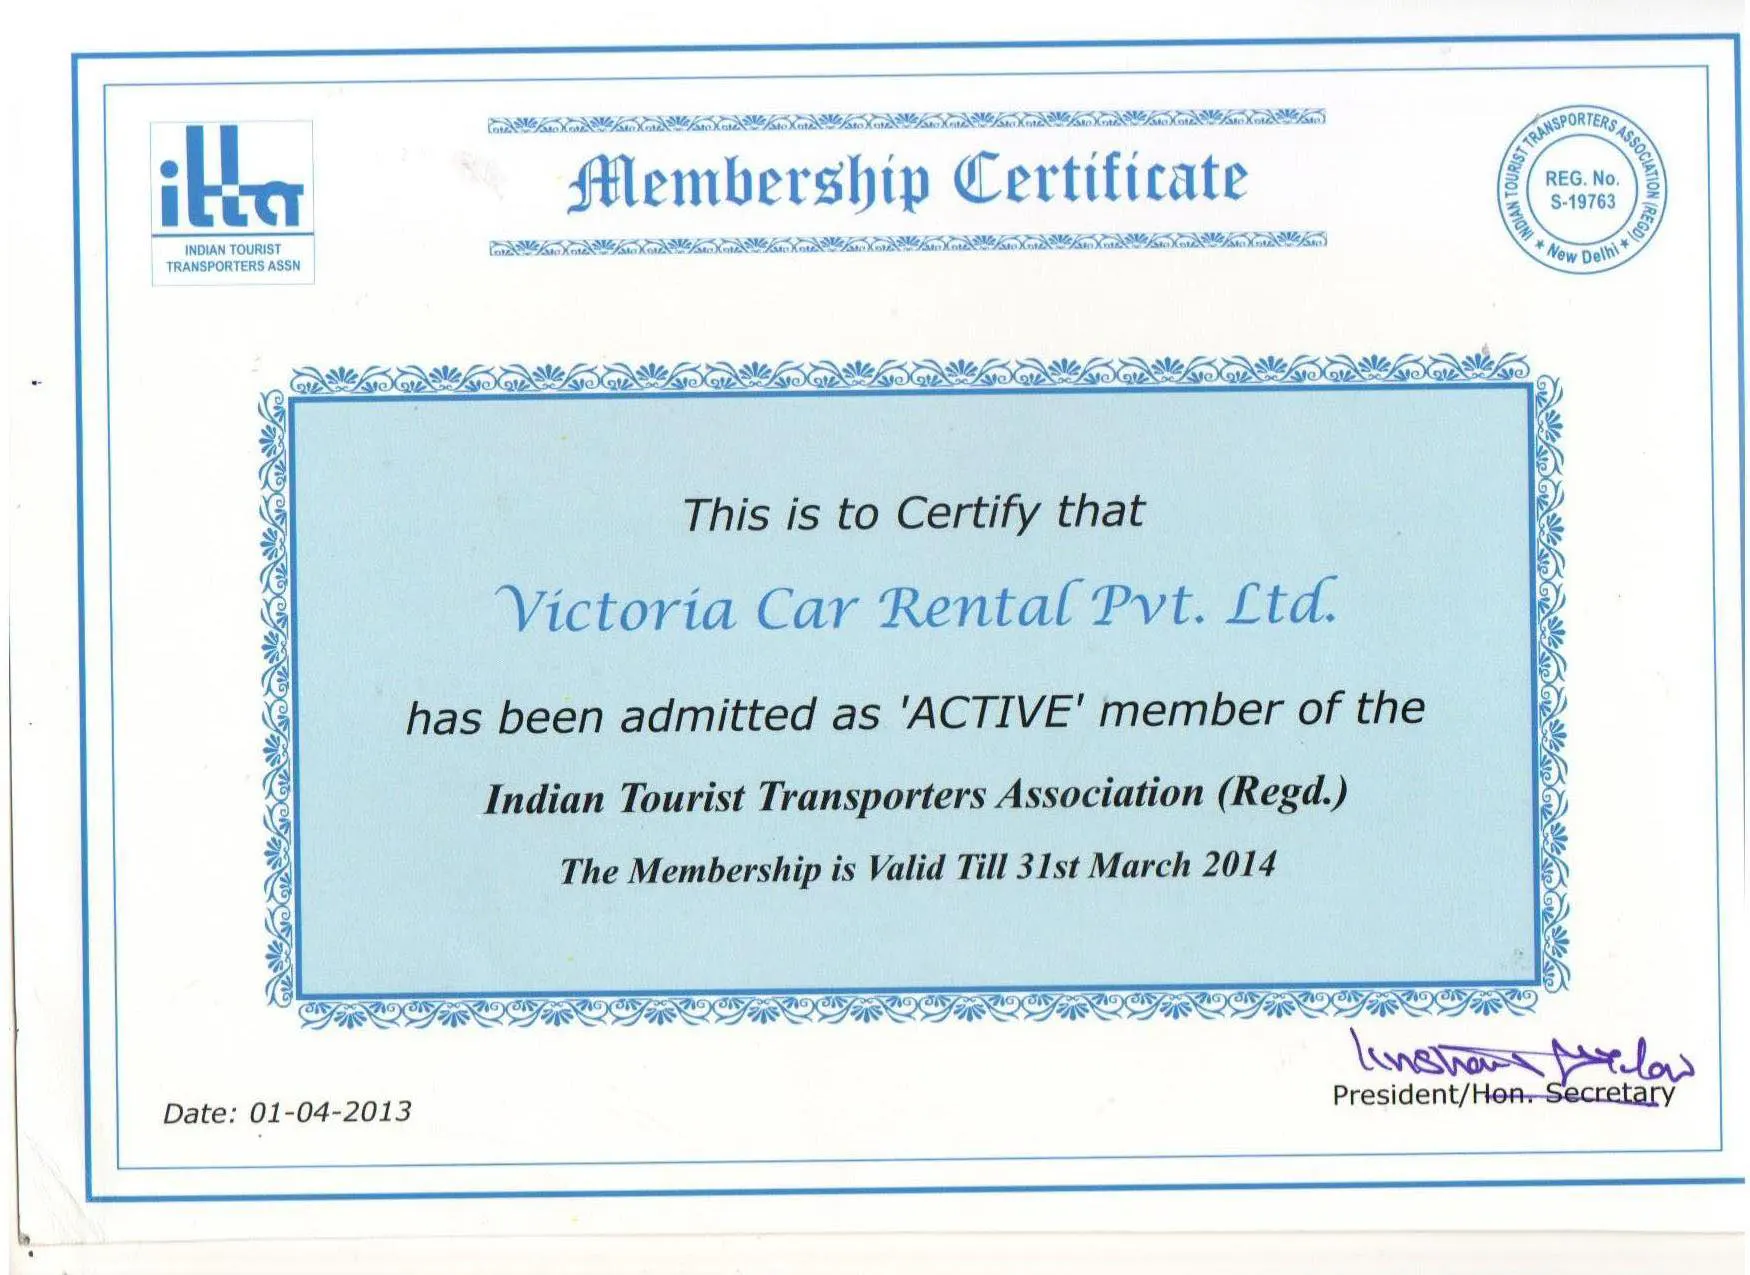 itta
INDIAN TOURIST
TRANSPORTERS ASSN
Membership Certificate
INDIAN TOURIST TRANSPORTERS ASSOCIATION (REGD)
REG. No.
S-19763
★ New Delhi ★
This is to Certify that
Victoria Car Rental Pvt. Ltd.
has been admitted as 'ACTIVE' member of the
Indian Tourist Transporters Association (Regd.)
The Membership is Valid Till 31st March 2014
Date: 01-04-2013
President/Hon. Secretary